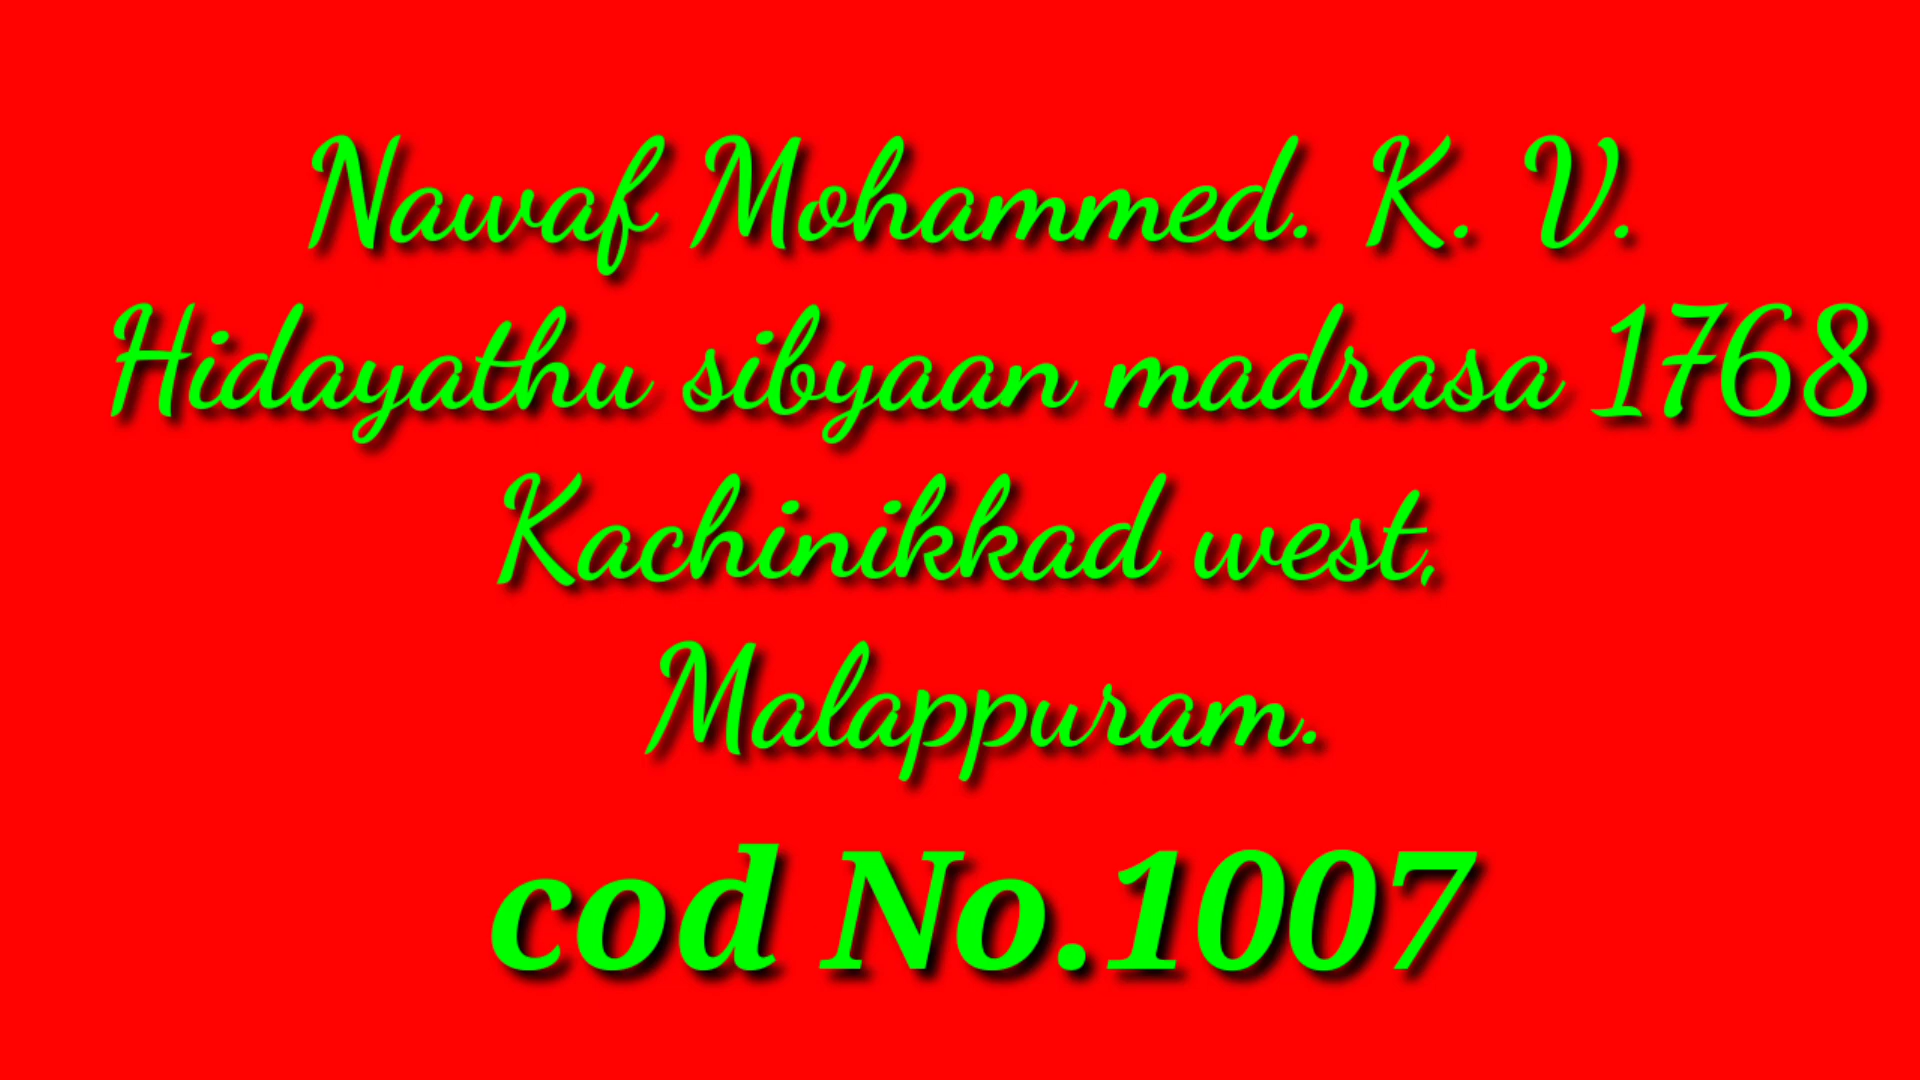 Nawaf Mohammed. K. V.
Hidayathu sibyaan madrasa 1768
Kachinikkad west,
Malappuram.
cod No.1007